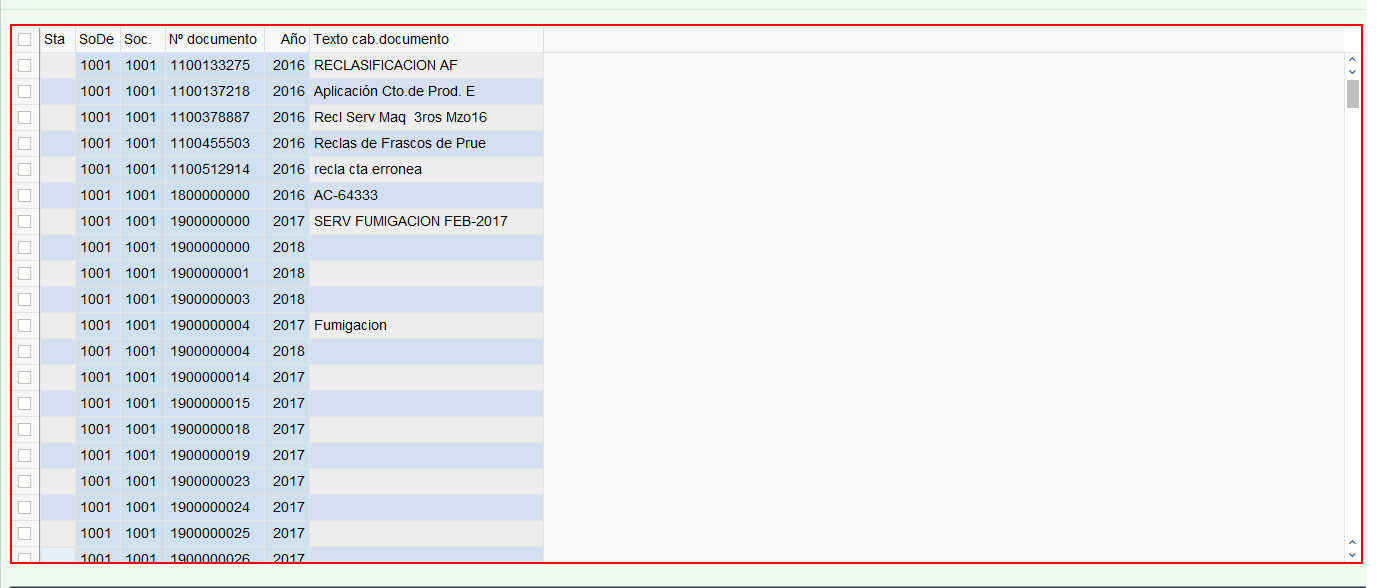 Sta SoDe Soc. Nº documento Año Texto cab.documento
1001 1001 1100133275 2016 RECLASIFICACION AF
1001 1001 1100137218 2016 Aplicación Cto.de Prod. E
1001 1001 1100378887 2016 Recl Serv Maq  3ros Mzo16
1001 1001 1100455503 2016 Reclas de Frascos de Prue
1001 1001 1100512914 2016 recla cta erronea
1001 1001 1800000000 2016 AC-64333
1001 1001 1900000000 2017 SERV FUMIGACION FEB-2017
1001 1001 1900000000 2018
1001 1001 1900000001 2018
1001 1001 1900000003 2018
1001 1001 1900000004 2017 Fumigacion
1001 1001 1900000004 2018
1001 1001 1900000014 2017
1001 1001 1900000015 2017
1001 1001 1900000018 2017
1001 1001 1900000019 2017
1001 1001 1900000023 2017
1001 1001 1900000024 2017
1001 1001 1900000025 2017
1001 1001 1900000026 2017